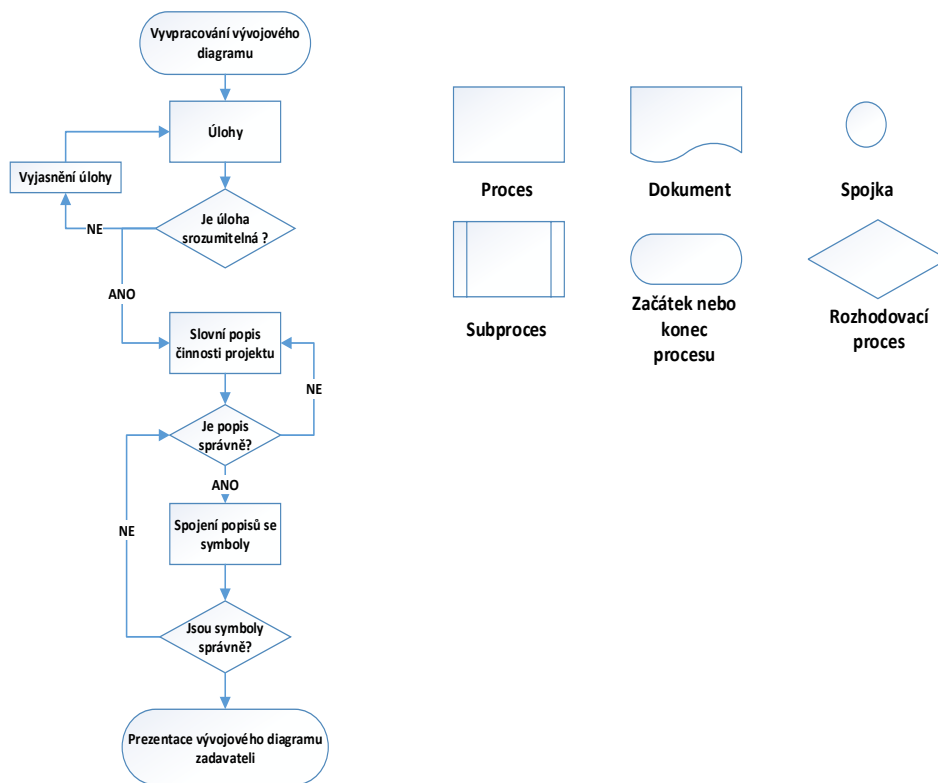 Vyvpracování vývojového
diagramu
Úlohy
Vyjasnění úlohy
Je úloha
srozumitelná ?
NE
ANO
Slovní popis
činnosti projektu
NE
Je popis
správně?
ANO
NE
Spojení popisů se
symboly
Jsou symboly
správně?
Prezentace vývojového diagramu
zadavateli
Proces
Dokument
Spojka
Subproces
Začátek nebo
konec
procesu
Rozhodovací
proces